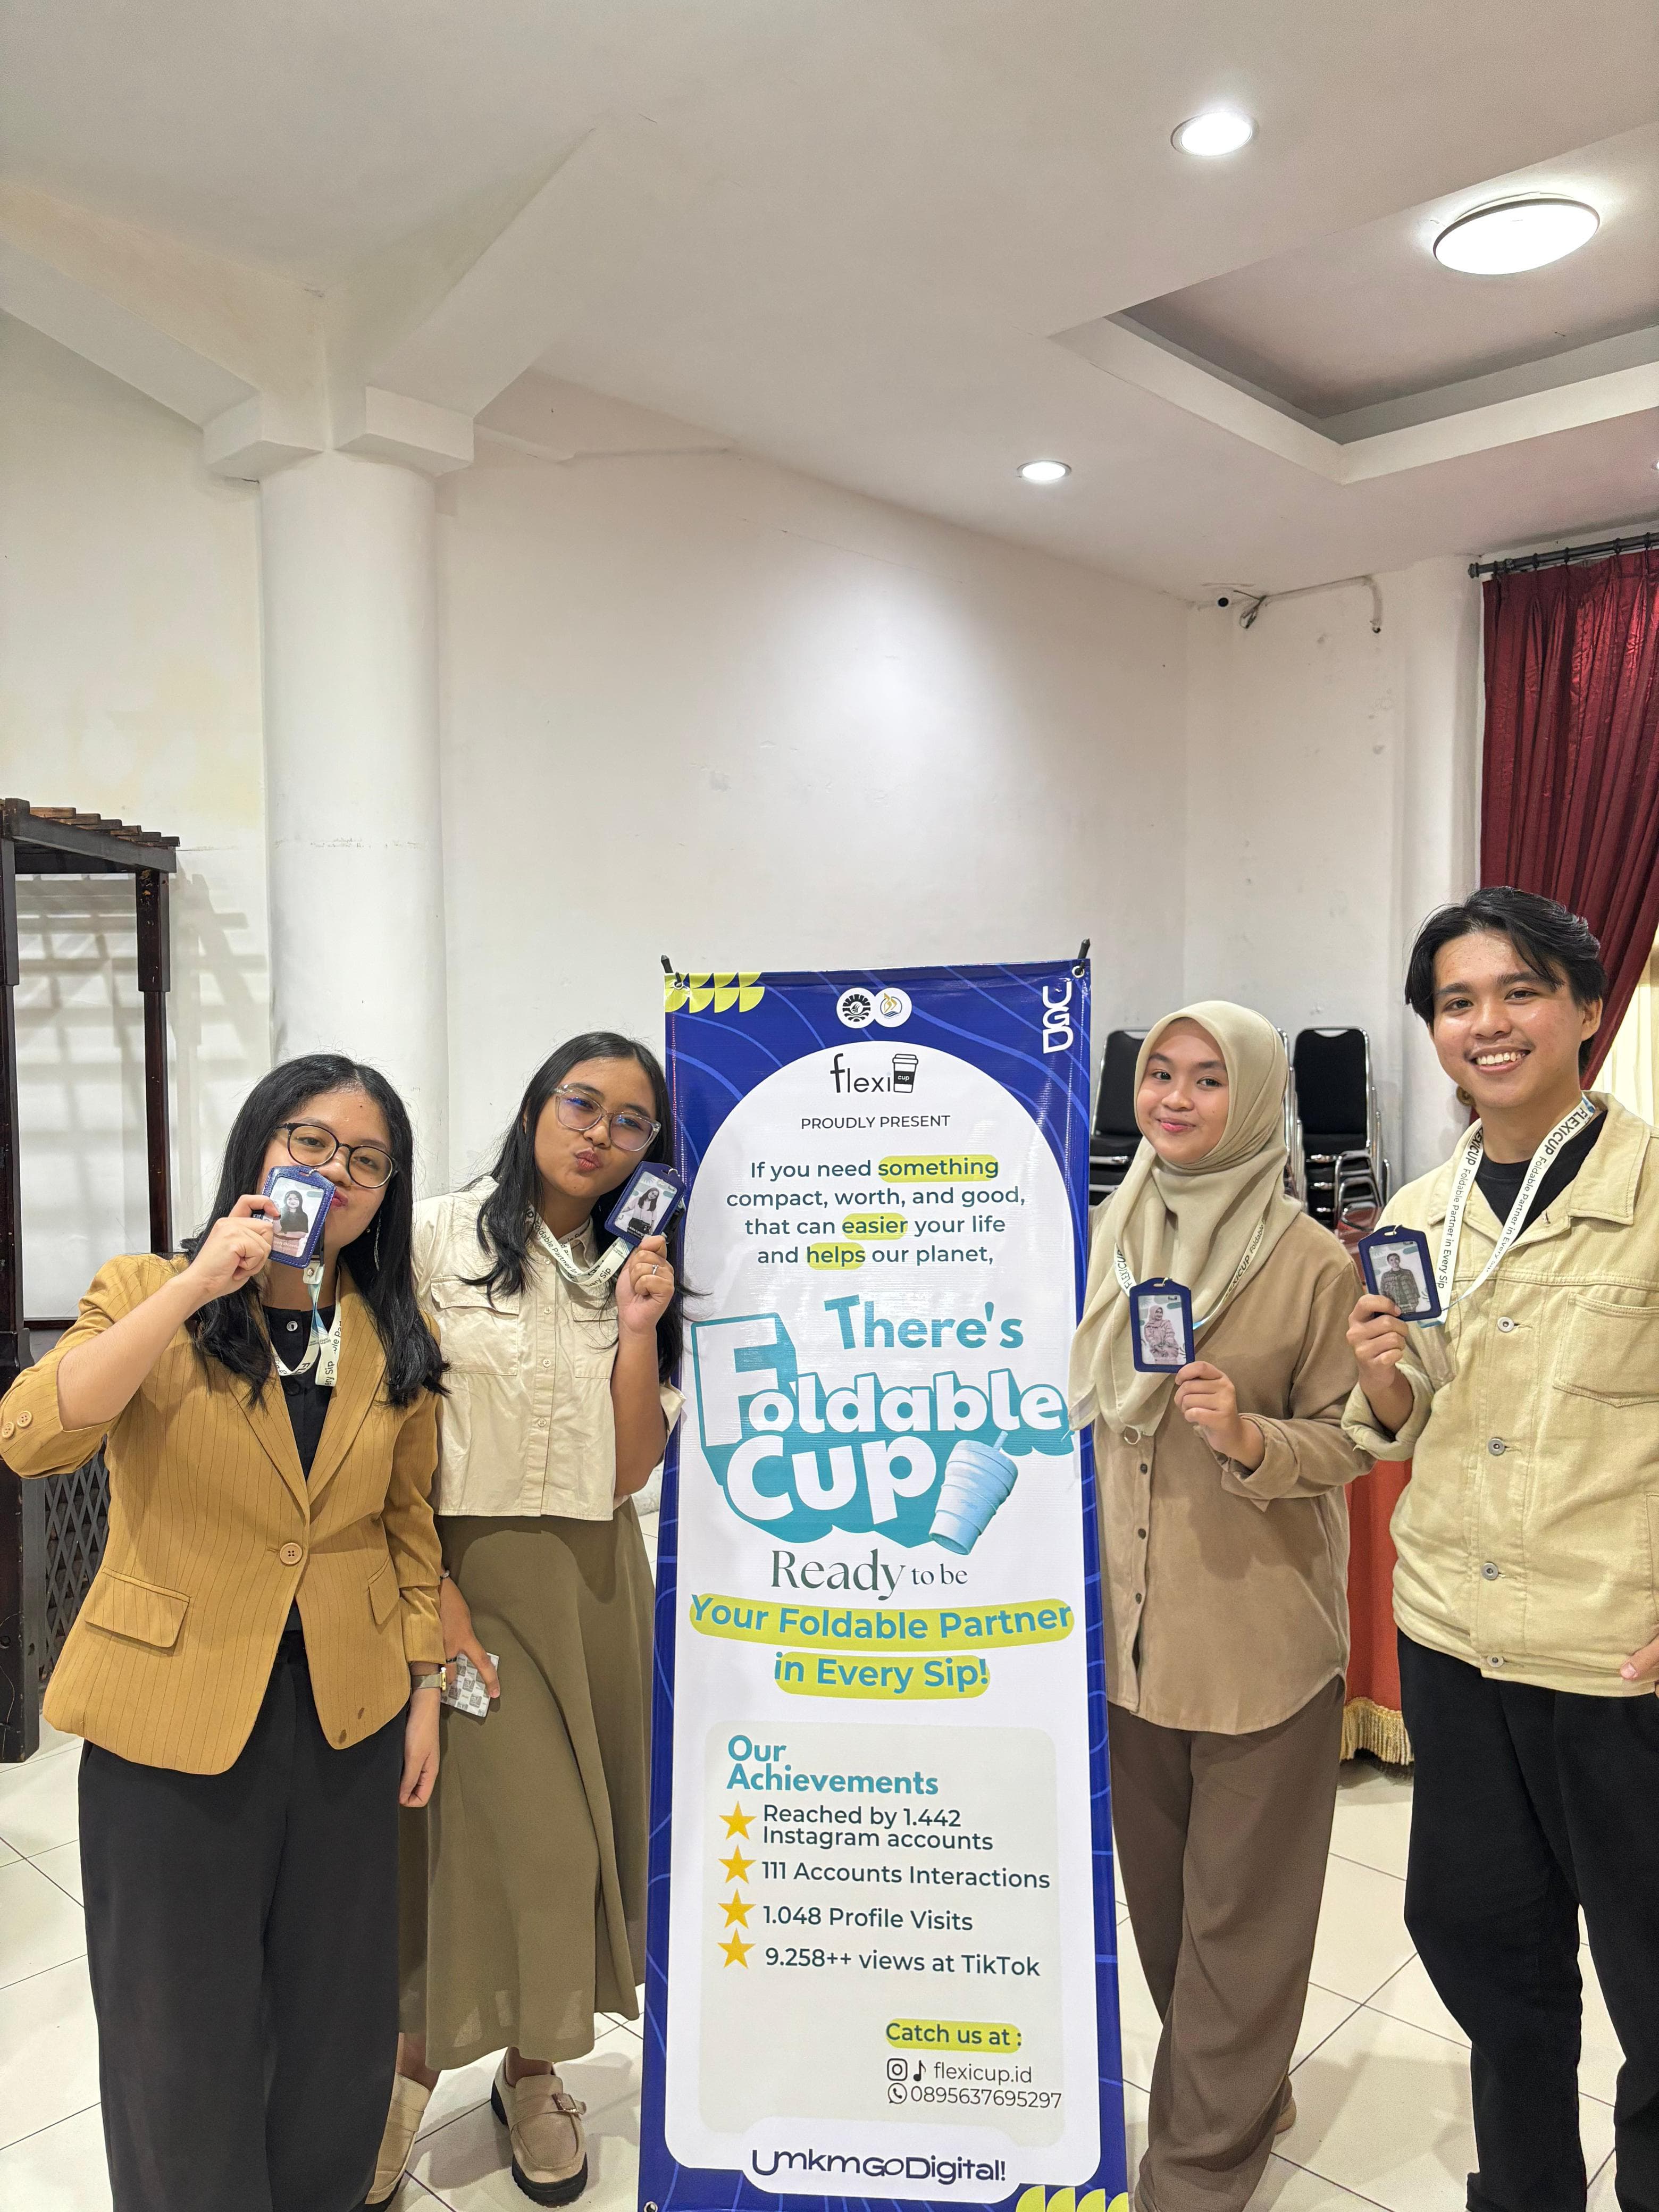 UGD
flexi cup
PROUDLY PRESENT
If you need something
compact, worth, and good,
that can easier your life
and helps our planet,
There's
Foldable
Cup
Ready to be
Your Foldable Partner
in Every Sip!
Our
Achievements
Reached by 1.442
Instagram accounts
111 Accounts Interactions
1.048 Profile Visits
9.258++ views at TikTok
Catch us at :
flexicup.id
0895637695297
UmkmGoDigital!
FLEXICUP Foldable Partner in Every Sip